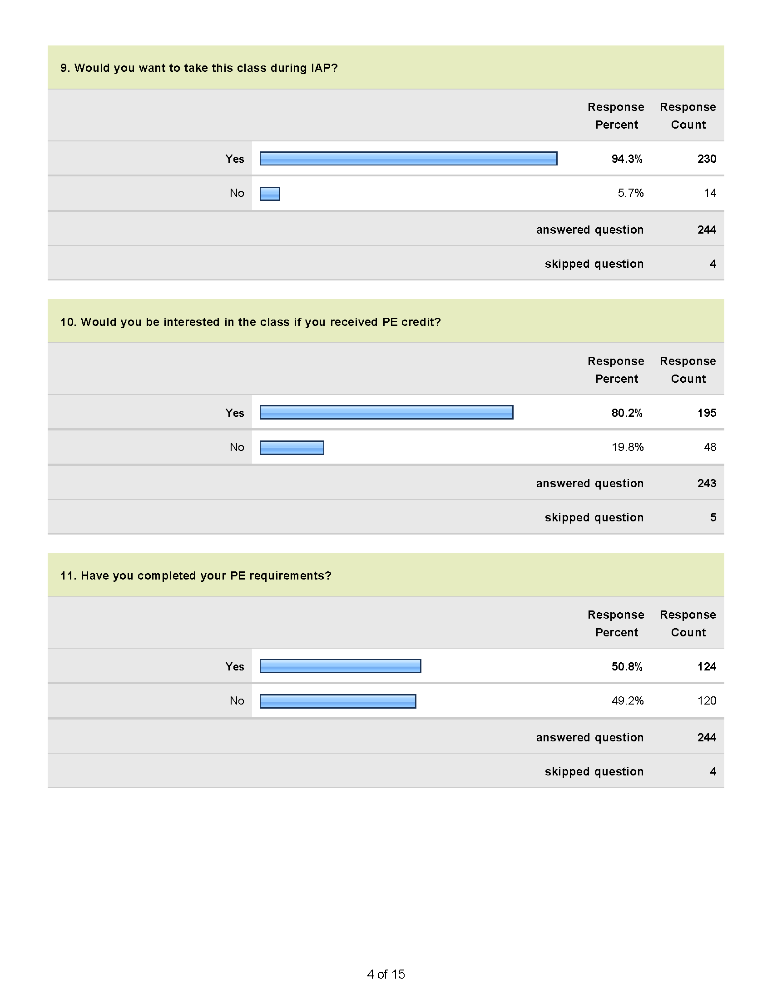 9. Would you want to take this class during IAP?
Response Response
Percent Count
Yes 94.3% 230
No 5.7% 14
answered question 244
skipped question 4
10. Would you be interested in the class if you received PE credit?
Response Response
Percent Count
Yes 80.2% 195
No 19.8% 48
answered question 243
skipped question 5
11. Have you completed your PE requirements?
Response Response
Percent Count
Yes 50.8% 124
No 49.2% 120
answered question 244
skipped question 4
4 of 15